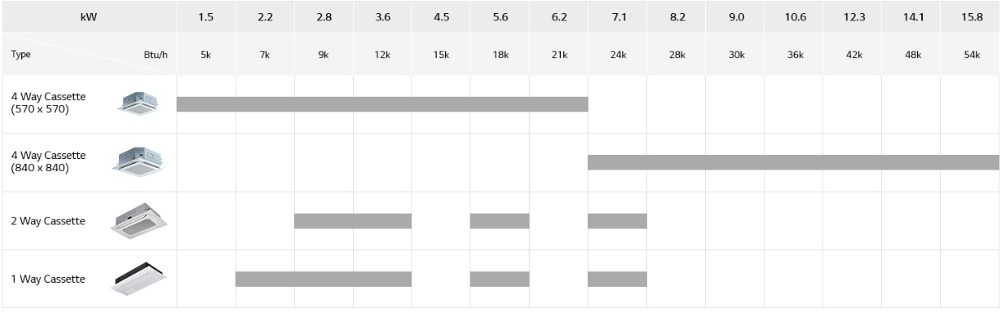 kW 1.5 2.2 2.8 3.6 4.5 5.6 6.2 7.1 8.2 9.0 10.6 12.3 14.1 15.8
Type Btu/h 5k 7k 9k 12k 15k 18k 21k 24k 28k 30k 36k 42k 48k 54k
4 Way Cassette
(570 x 570)
4 Way Cassette
(840 x 840)
2 Way Cassette
1 Way Cassette